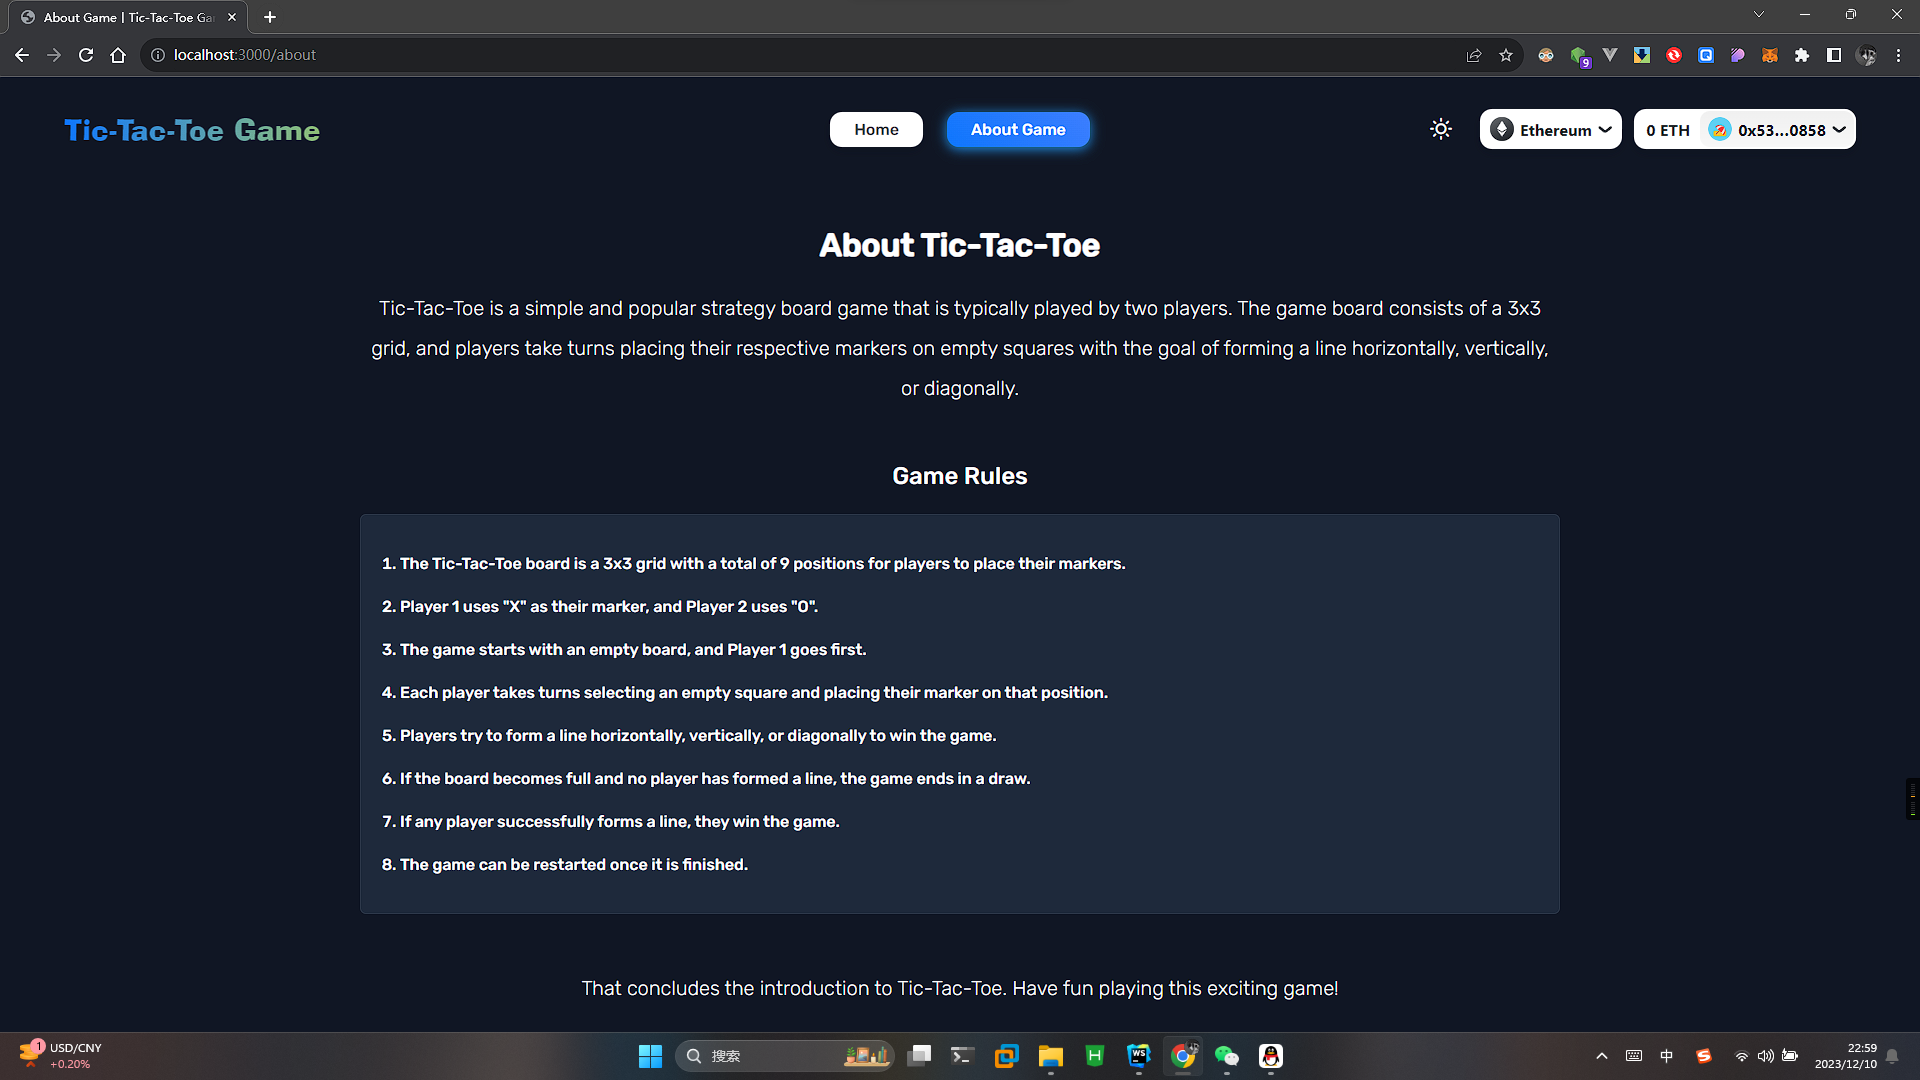 About Game | Tic-Tac-Toe Ga
localhost:3000/about
9
Tic-Tac-Toe Game
Home
About Game
Ethereum
0 ETH
0x53...0858
About Tic-Tac-Toe
Tic-Tac-Toe is a simple and popular strategy board game that is typically played by two players. The game board consists of a 3x3
grid, and players take turns placing their respective markers on empty squares with the goal of forming a line horizontally, vertically,
or diagonally.
Game Rules
1. The Tic-Tac-Toe board is a 3x3 grid with a total of 9 positions for players to place their markers.
2. Player 1 uses "X" as their marker, and Player 2 uses "O".
3. The game starts with an empty board, and Player 1 goes first.
4. Each player takes turns selecting an empty square and placing their marker on that position.
5. Players try to form a line horizontally, vertically, or diagonally to win the game.
6. If the board becomes full and no player has formed a line, the game ends in a draw.
7. If any player successfully forms a line, they win the game.
8. The game can be restarted once it is finished.
That concludes the introduction to Tic-Tac-Toe. Have fun playing this exciting game!
1
USD/CNY
+0.20%
搜索
H
WS
中
S
22:59
2023/12/10